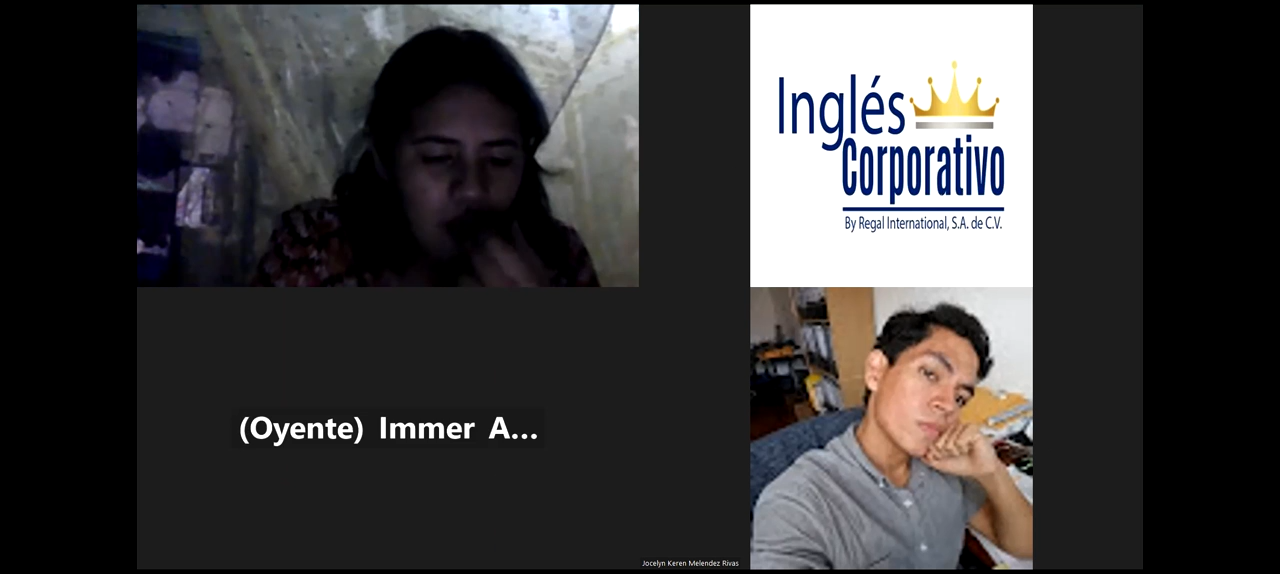 Inglés
Corporativo
By Regal International, S.A. de C.V.
(Oyente) Immer A...
Jocelyn Keren Melendez Rivas